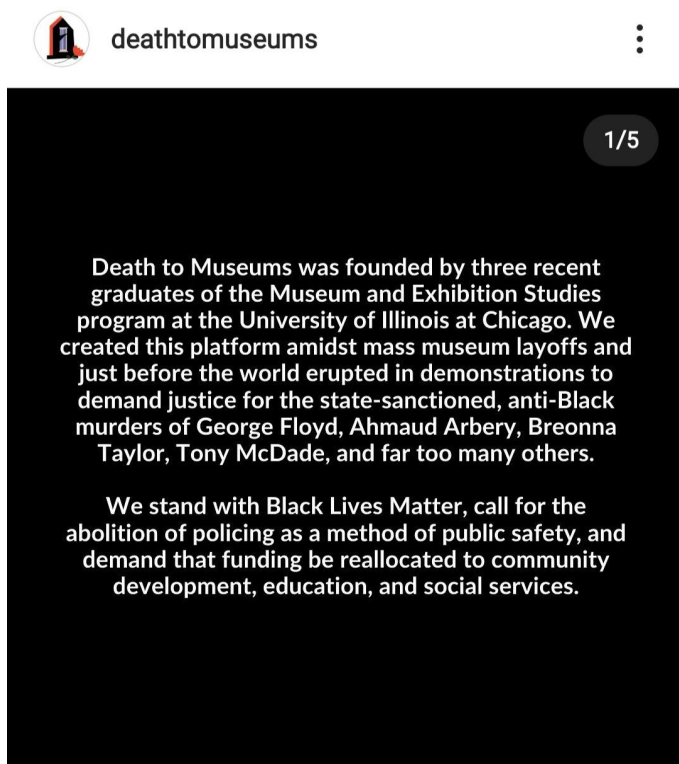 deathtomuseums
1/5
Death to Museums was founded by three recent
graduates of the Museum and Exhibition Studies
program at the University of Illinois at Chicago. We
created this platform amidst mass museum layoffs and
just before the world erupted in demonstrations to
demand justice for the state-sanctioned, anti-Black
murders of George Floyd, Ahmaud Arbery, Breonna
Taylor, Tony McDade, and far too many others.
We stand with Black Lives Matter, call for the
abolition of policing as a method of public safety, and
demand that funding be reallocated to community
development, education, and social services.